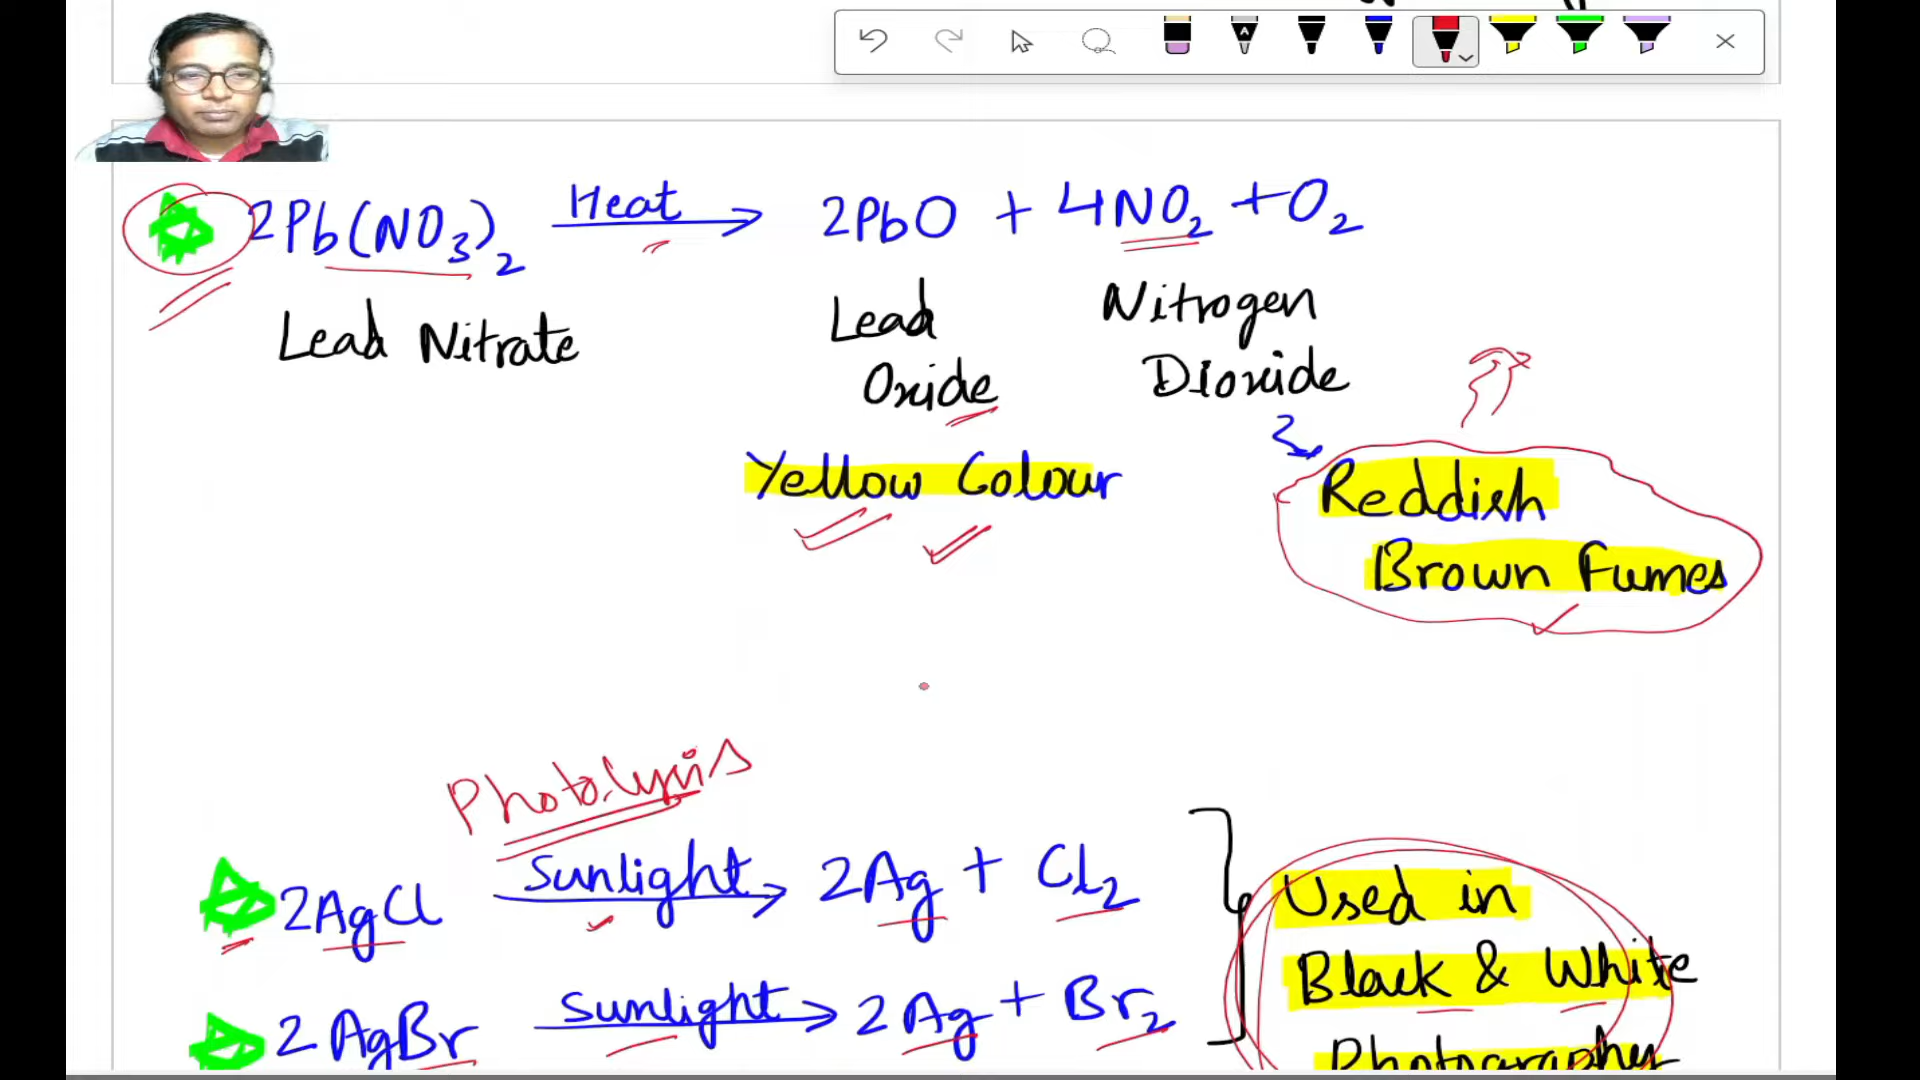 2Pb(NO₃)₂ Heat → 2PbO + 4NO₂ + O₂
Lead Nitrate
Lead Oxide
Nitrogen Dioxide
Yellow Colour
Reddish
Brown Fumes
Photolysis
2AgCl Sunlight → 2Ag + Cl₂
Used in
Black & White
2AgBr Sunlight → 2Ag + Br₂
Photography